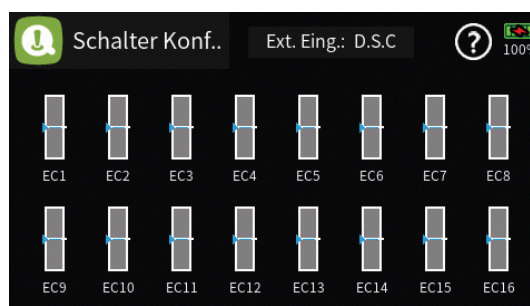 Schalter Konf.. Ext. Eing.: D.S.C ? 100%
EC1 EC2 EC3 EC4 EC5 EC6 EC7 EC8
EC9 EC10 EC11 EC12 EC13 EC14 EC15 EC16